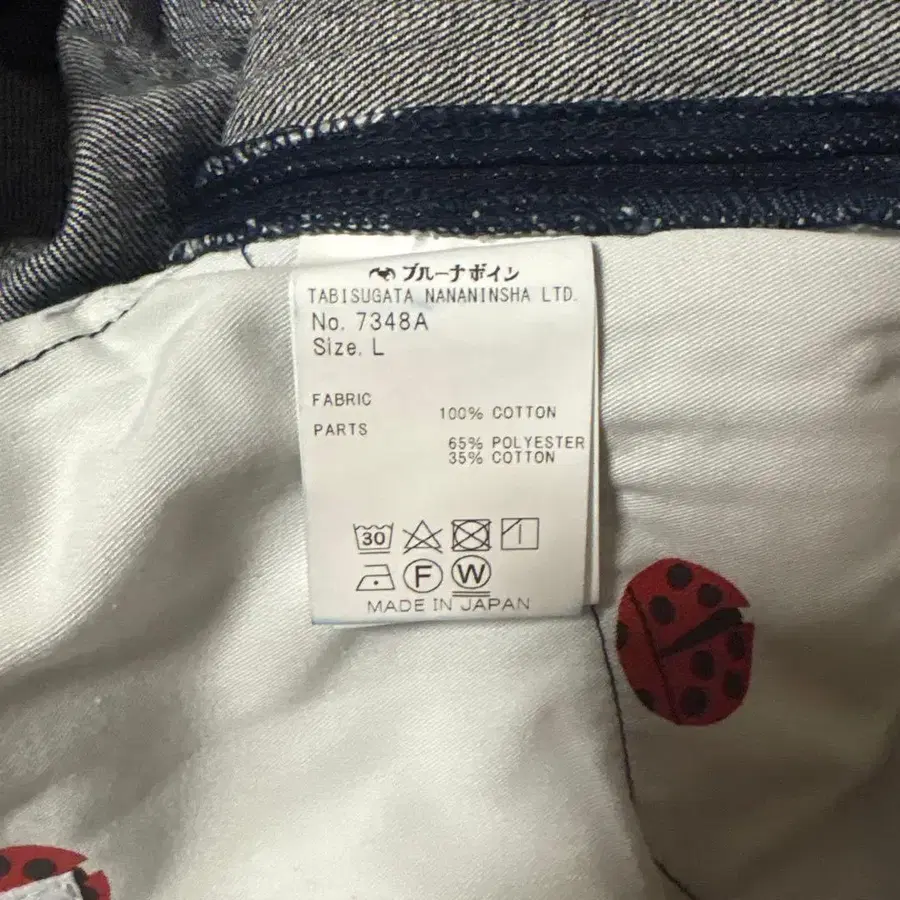 ブルーナボイン
TABISUGATA NANANINSHA LTD.
No. 7348A
Size. L
FABRIC
100% COTTON
PARTS
65% POLYESTER
35% COTTON
30
F W
MADE IN JAPAN